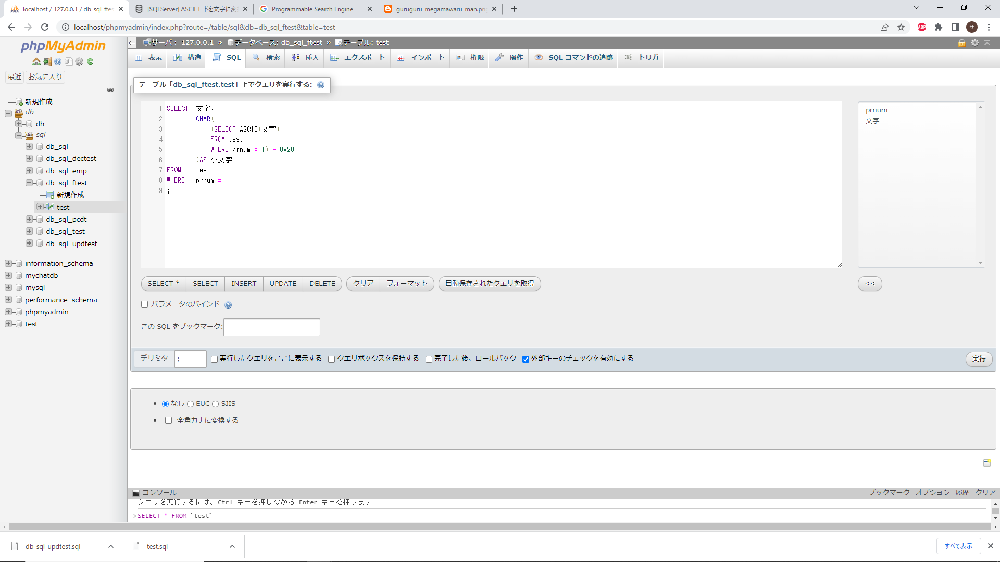 localhost / 127.0.0.1 / db_sql_ftes
[SQLServer] ASCIIコードを文字に変
Programmable Search Engine
guruguru_megamawaru_man.pn
localhost/phpmyadmin/index.php?route=/table/sql&db=db_sql_ftest&table=test
ABP
サ
phpMyAdmin
最近
お気に入り
新規作成
db
db
sql
db_sql
db_sql_dectest
db_sql_emp
db_sql_ftest
新規作成
test
db_sql_pcdt
db_sql_test
db_sql_updtest
information_schema
mychatdb
mysql
performance_schema
phpmyadmin
test
サーバ: 127.0.0.1 » データベース: db_sql_ftest » テーブル: test
表示 構造 SQL 検索 挿入 エクスポート インポート 権限 操作 SQL コマンドの追跡 トリガ
テーブル「db_sql_ftest.test」上でクエリを実行する:
1 SELECT 文字,
2 CHAR(
3 (SELECT ASCII(文字)
4 FROM test
5 WHERE prnum = 1) + 0x20
6 )AS 小文字
7 FROM test
8 WHERE prnum = 1
9 ;
prnum
文字
SELECT * SELECT INSERT UPDATE DELETE クリア フォーマット 自動保存されたクエリを取得 <<
パラメータのバインド
この SQL をブックマーク:
デリミタ ; 実行したクエリをここに表示する クエリボックスを保持する 完了した後、ロールバック 外部キーのチェックを有効にする 実行
なし EUC SJIS
全角カナに変換する
コンソール ブックマーク オプション 履歴 クリア
クエリを実行するには、Ctrl キーを押しながら Enter キーを押します
>SELECT * FROM `test`
db_sql_updtest.sql
test.sql
すべて表示